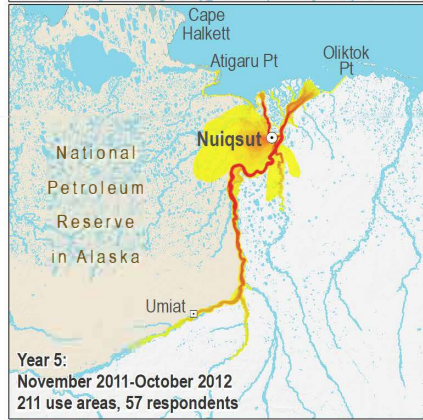 Cape
Halkett
Atigaru Pt
Oliktok
Pt
Nuiqsut
National
Petroleum
Reserve
in Alaska
Umiat
Year 5:
November 2011-October 2012
211 use areas, 57 respondents